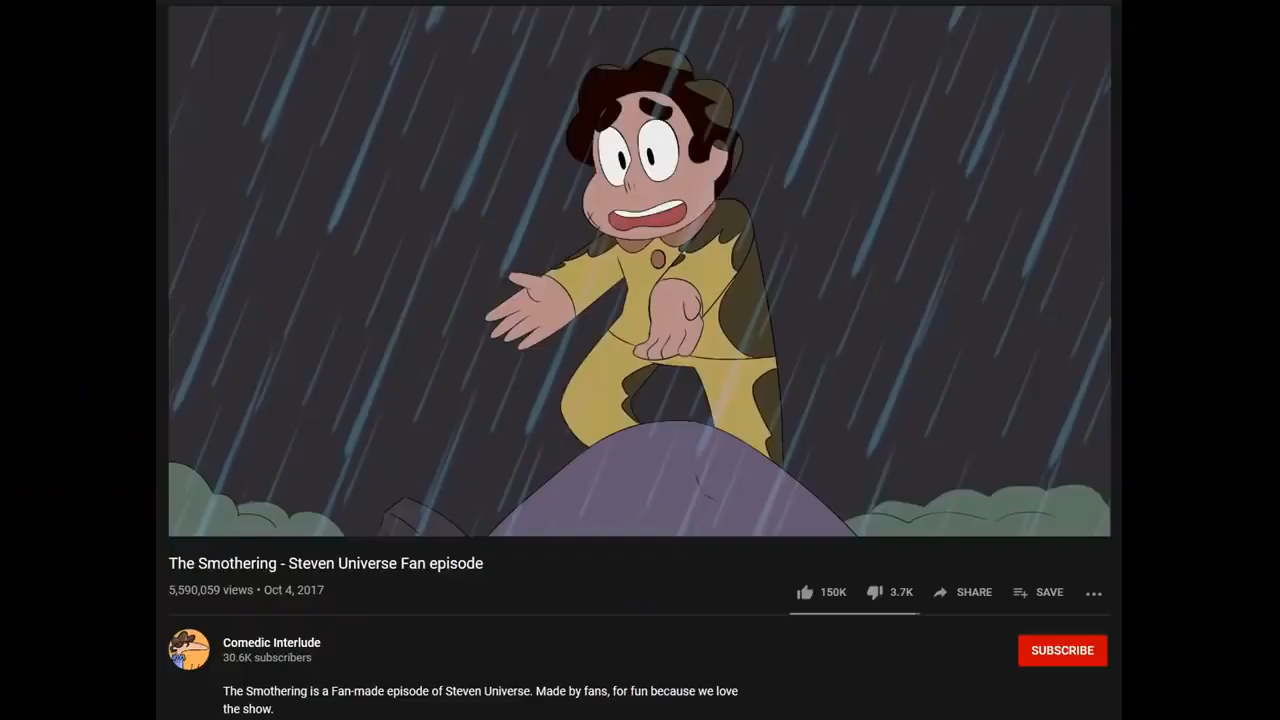 The Smothering - Steven Universe Fan episode
5,590,059 views • Oct 4, 2017
150K
3.7K
SHARE
SAVE
Comedic Interlude
30.6K subscribers
SUBSCRIBE
The Smothering is a Fan-made episode of Steven Universe. Made by fans, for fun because we love
the show.